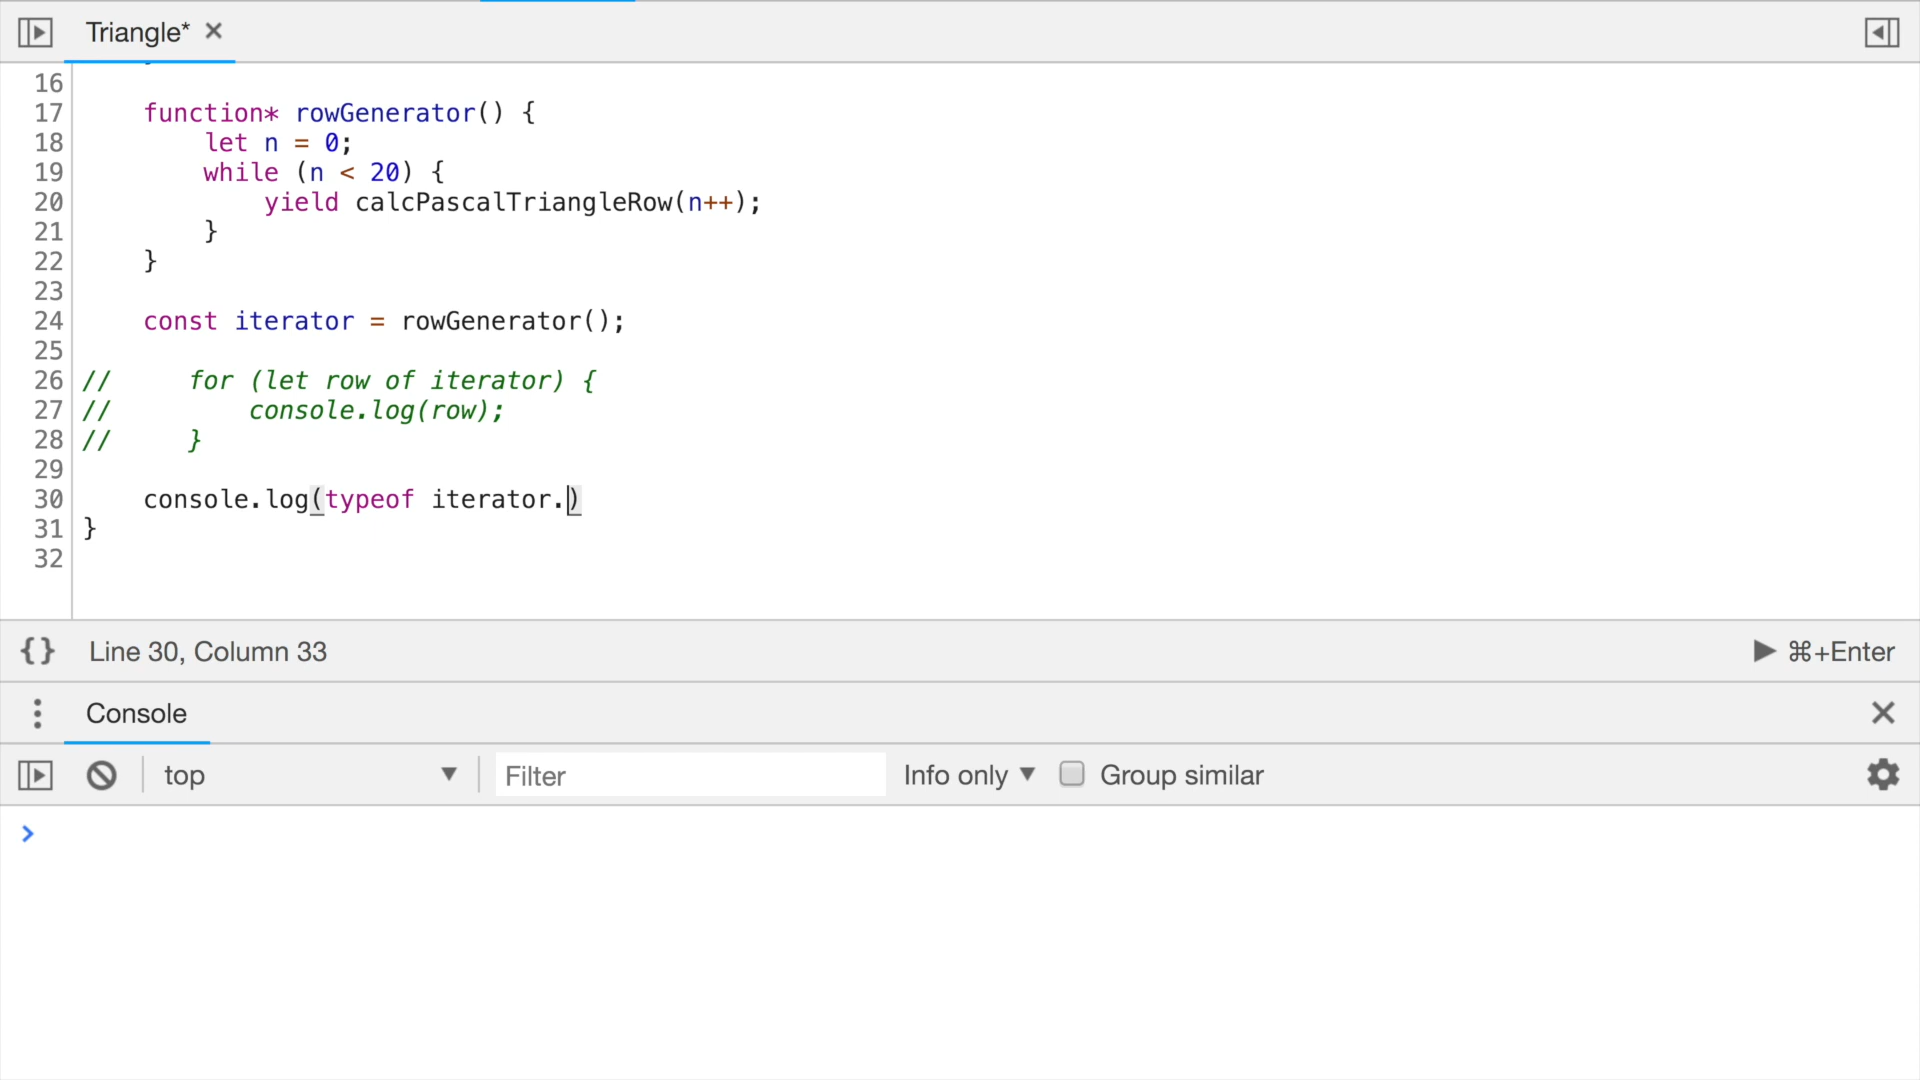 Triangle* ×
16
17 function* rowGenerator() {
18 let n = 0;
19 while (n < 20) {
20 yield calcPascalTriangleRow(n++);
21 }
22 }
23
24 const iterator = rowGenerator();
25
26 // for (let row of iterator) {
27 // console.log(row);
28 // }
29
30 console.log(typeof iterator.)
31 }
32
{} Line 30, Column 33 ▶ ⌘+Enter
Console ×
top ▼ Filter Info only ▼ Group similar
>